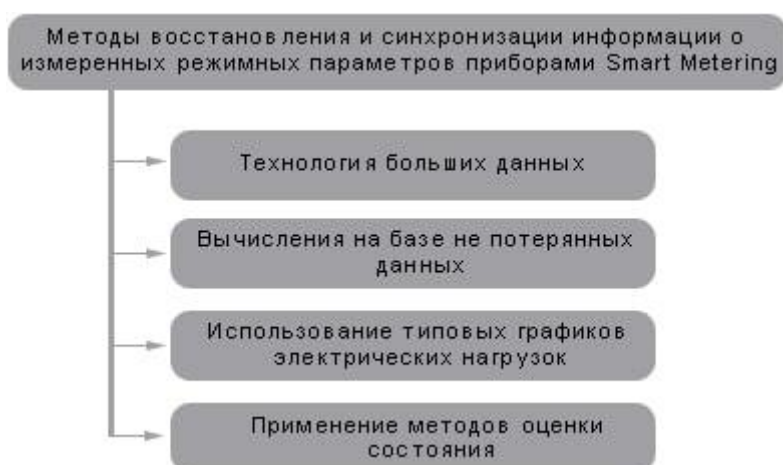 Методы восстановления и синхронизации информации о
измеренных режимных параметров приборами Smart Metering
Технология больших данных
Вычисления на базе не потерянных
данных
Использование типовых графиков
электрических нагрузок
Применение методов оценки
состояния